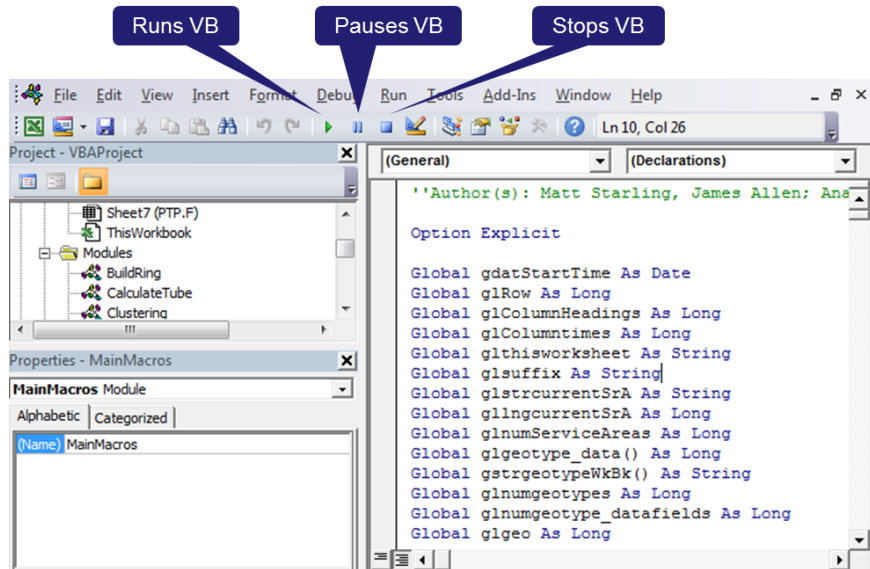 Runs VB
Pauses VB
Stops VB
File Edit View Insert Format Debug Run Tools Add-Ins Window Help
Ln 10, Col 26
Project - VBAProject
(General)
(Declarations)
Sheet7 (PTP.F)
ThisWorkbook
Modules
BuildRing
CalculateTube
Clustering
Properties - MainMacros
MainMacros Module
Alphabetic Categorized
(Name) MainMacros
''Author(s): Matt Starling, James Allen; Ana
Option Explicit
Global gdatStartTime As Date
Global glRow As Long
Global glColumnHeadings As Long
Global glColumntimes As Long
Global glthisworksheet As String
Global glsuffix As String
Global glstrcurrentSrA As String
Global gllngcurrentSrA As Long
Global glnumServiceAreas As Long
Global glgeotype_data() As Long
Global gstrgeotypeWkBk() As String
Global glnumgeotypes As Long
Global glnumgeotype_datafields As Long
Global glgeo As Long